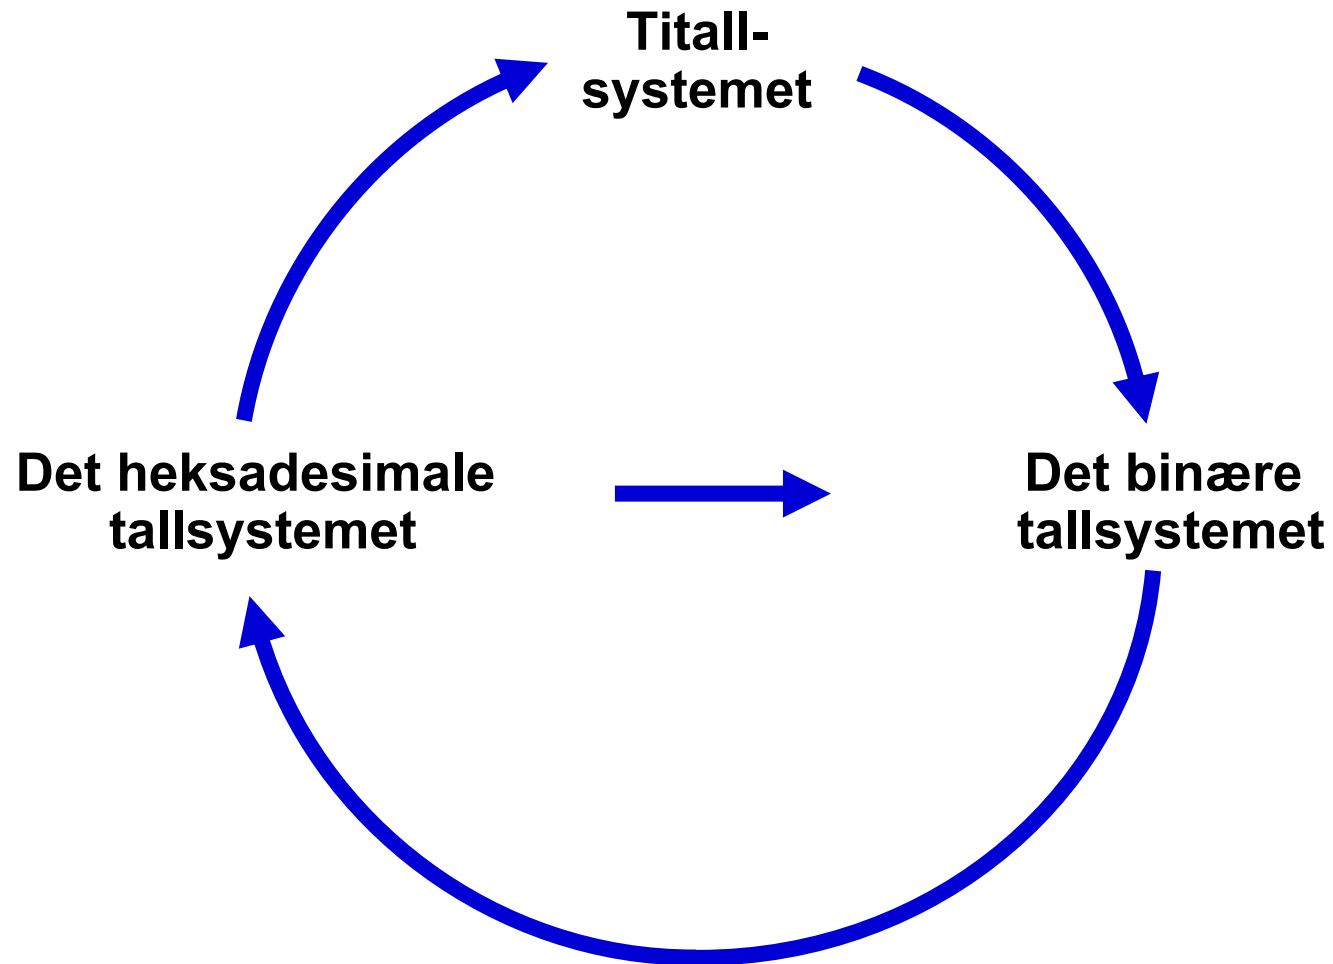 Titall-
systemet
Det heksadesimale
tallsystemet
Det binære
tallsystemet